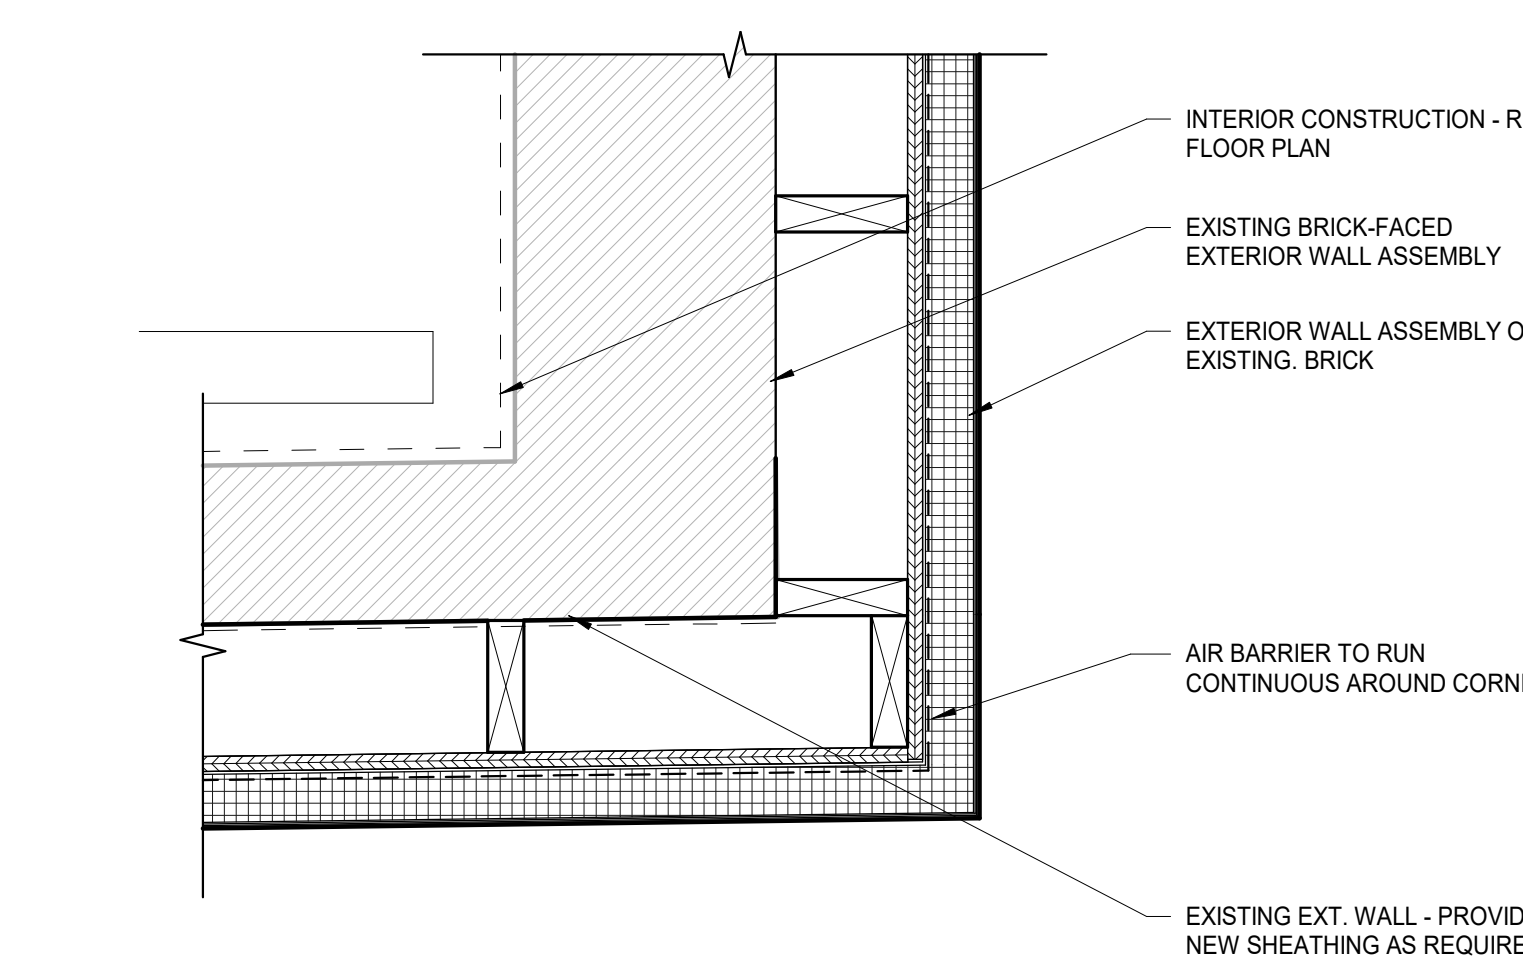 INTERIOR CONSTRUCTION - R
FLOOR PLAN
EXISTING BRICK-FACED
EXTERIOR WALL ASSEMBLY
EXTERIOR WALL ASSEMBLY O
EXISTING. BRICK
AIR BARRIER TO RUN
CONTINUOUS AROUND CORN
EXISTING EXT. WALL - PROVID
NEW SHEATHING AS REQUIRE